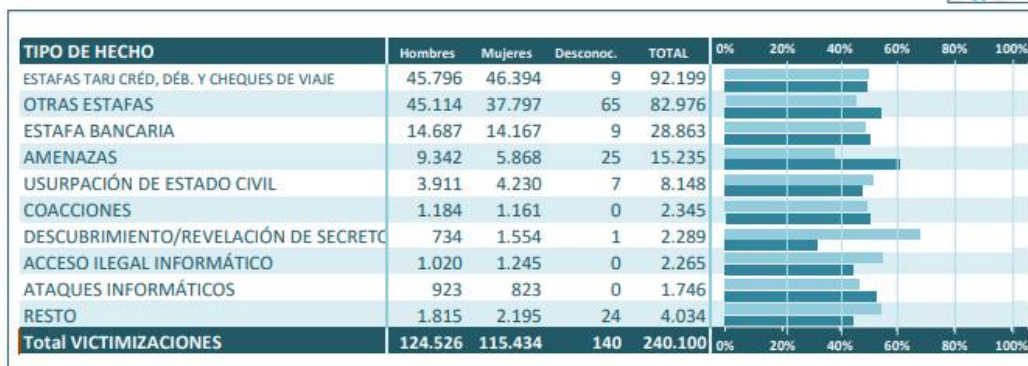 TIPO DE HECHO Hombres Mujeres Desconoc. TOTAL 0% 20% 40% 60% 80% 100%
ESTAFAS TARJ CRÉD, DÉB. Y CHEQUES DE VIAJE 45.796 46.394 9 92.199
OTRAS ESTAFAS 45.114 37.797 65 82.976
ESTAFA BANCARIA 14.687 14.167 9 28.863
AMENAZAS 9.342 5.868 25 15.235
USURPACIÓN DE ESTADO CIVIL 3.911 4.230 7 8.148
COACCIONES 1.184 1.161 0 2.345
DESCUBRIMIENTO/REVELACIÓN DE SECRETO 734 1.554 1 2.289
ACCESO ILEGAL INFORMÁTICO 1.020 1.245 0 2.265
ATAQUES INFORMÁTICOS 923 823 0 1.746
RESTO 1.815 2.195 24 4.034
Total VICTIMIZACIONES 124.526 115.434 140 240.100 0% 20% 40% 60% 80% 100%